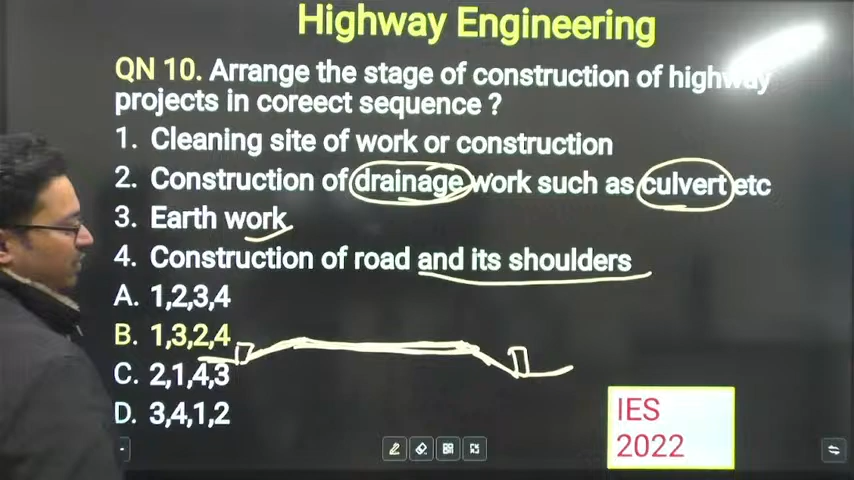 Highway Engineering
QN 10. Arrange the stage of construction of highway
projects in coreect sequence ?
1. Cleaning site of work or construction
2. Construction of drainage work such as culvert etc
3. Earth work
4. Construction of road and its shoulders
A. 1,2,3,4
B. 1,3,2,4
C. 2,1,4,3
D. 3,4,1,2
IES
2022